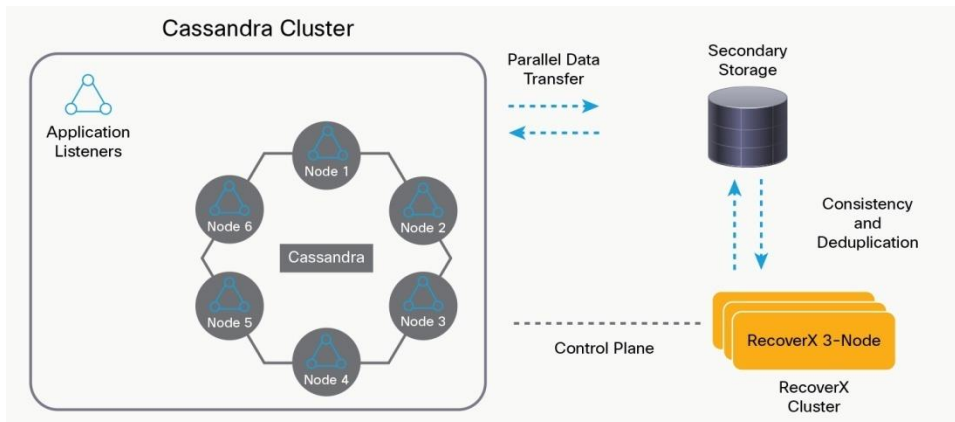 Cassandra Cluster
Application
Listeners
Node 1
Node 2
Node 3
Node 4
Node 5
Node 6
Cassandra
Parallel Data
Transfer
Secondary
Storage
Consistency
and
Deduplication
Control Plane
RecoverX 3-Node
RecoverX
Cluster